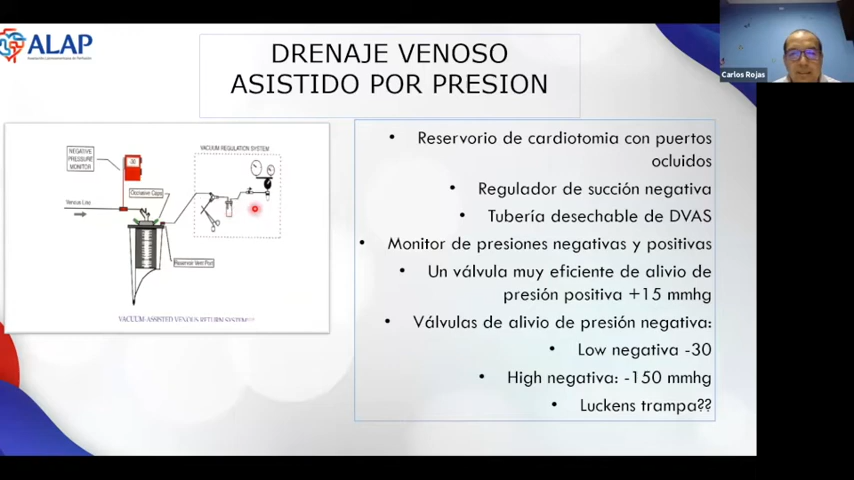 ALAP
DRENAJE VENOSO
ASISTIDO POR PRESION
Carlos Rojas
NEGATIVE
PRESSURE
MONITOR
30
VACUUM REGULATION SYSTEM
Occlusive Caps
Venous Line
Reservoir Vent Port
VACUUM-ASSISTED VENOUS RETURN SYSTEM
• Reservorio de cardiotomia con puertos
ocluidos
• Regulador de succión negativa
• Tubería desechable de DVAS
• Monitor de presiones negativas y positivas
• Un válvula muy eficiente de alivio de
presión positiva +15 mmhg
• Válvulas de alivio de presión negativa:
• Low negativa -30
• High negativa: -150 mmhg
• Luckens trampa??